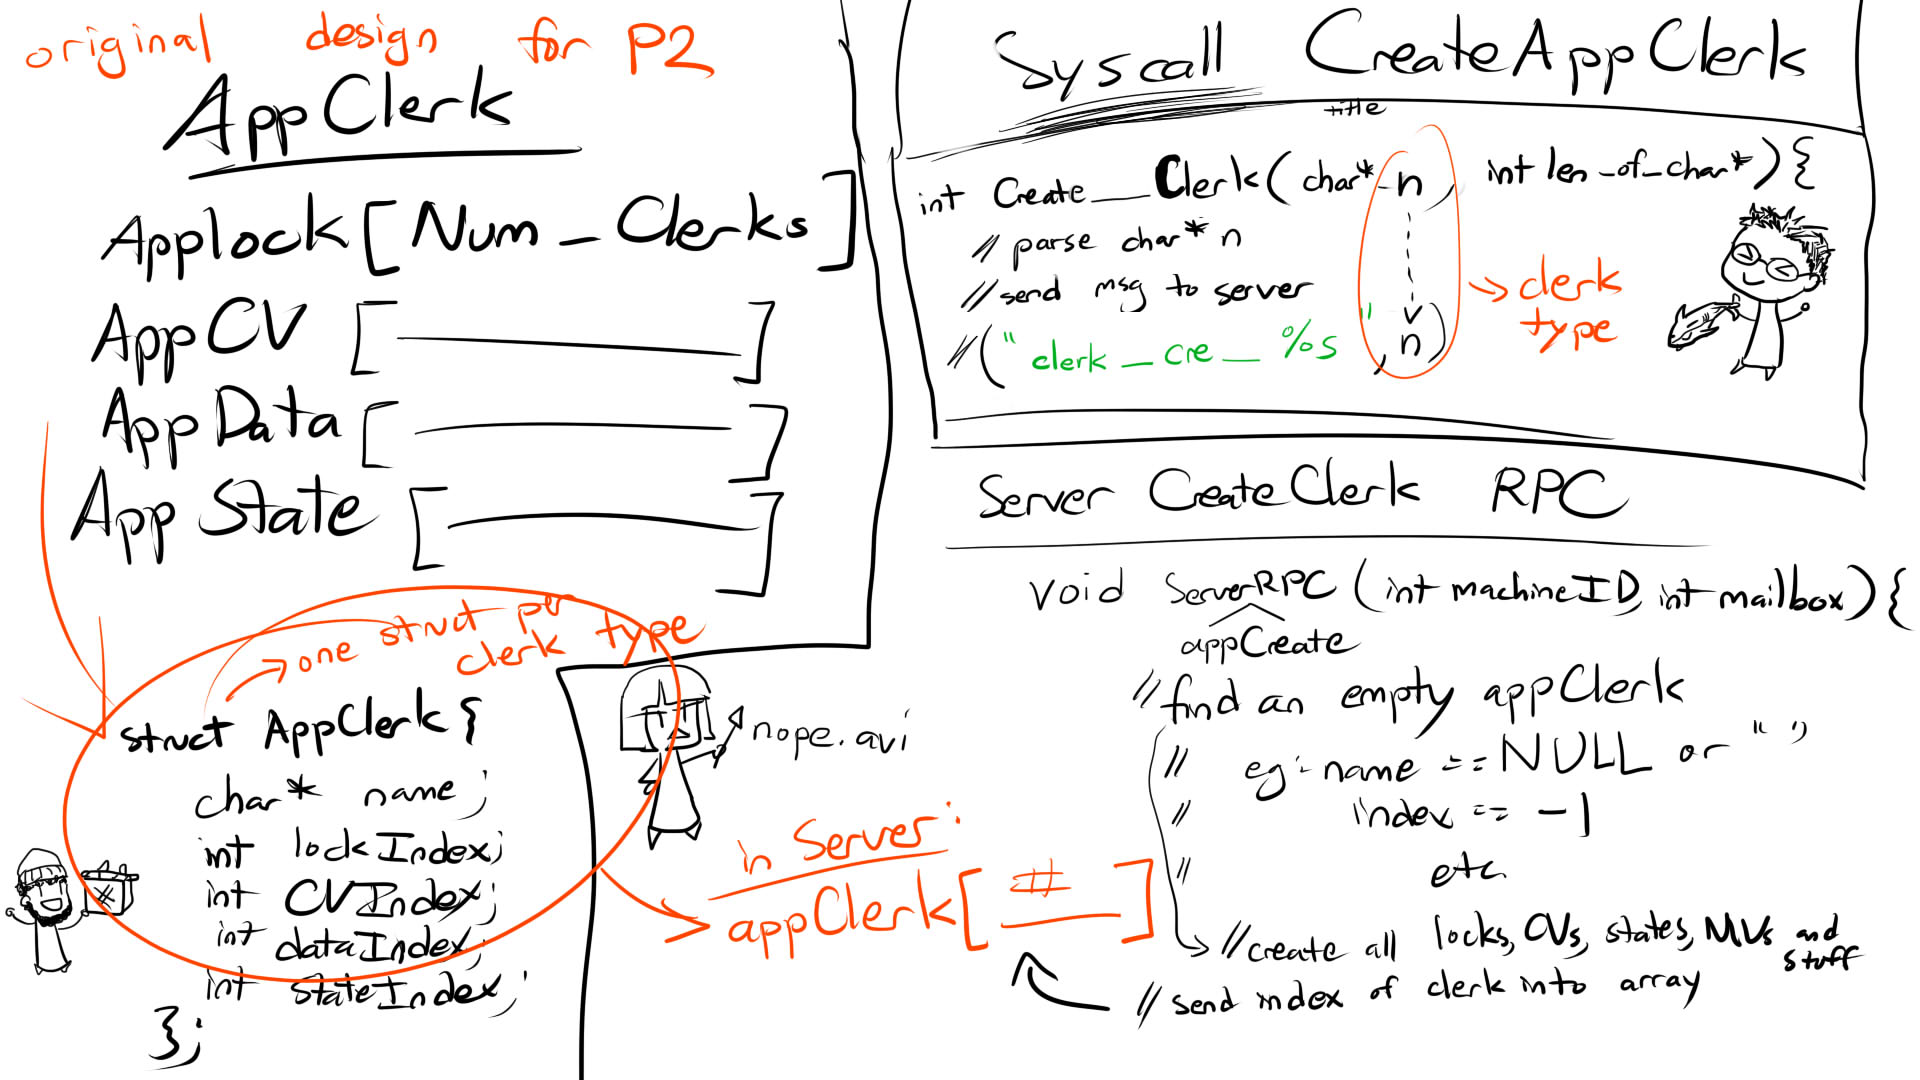 original design for P2
AppClerk
Applock [Num_Clerks]
AppCV [ ]
AppData [ ]
AppState [ ]
→ one struct per
clerk type
struct AppClerk {
char* name;
int lockIndex;
int CVIndex;
int dataIndex;
int stateIndex;
};
nope.avi
in Server:
appClerk[ # ]
Syscall CreateAppClerk
title
int Create___Clerk(char* n, int len_of_char*) {
// parse char* n
// send msg to server
// ("clerk_cre_%s", n)
→ clerk
type
Server CreateClerk RPC
void ServerRPC (int machineID, int mailbox) {
appCreate
// find an empty appClerk
// eg:- name == NULL or " "
// index == -1
// etc.
// create all locks, CVs, states, MVs and
stuff
// send index of clerk into array